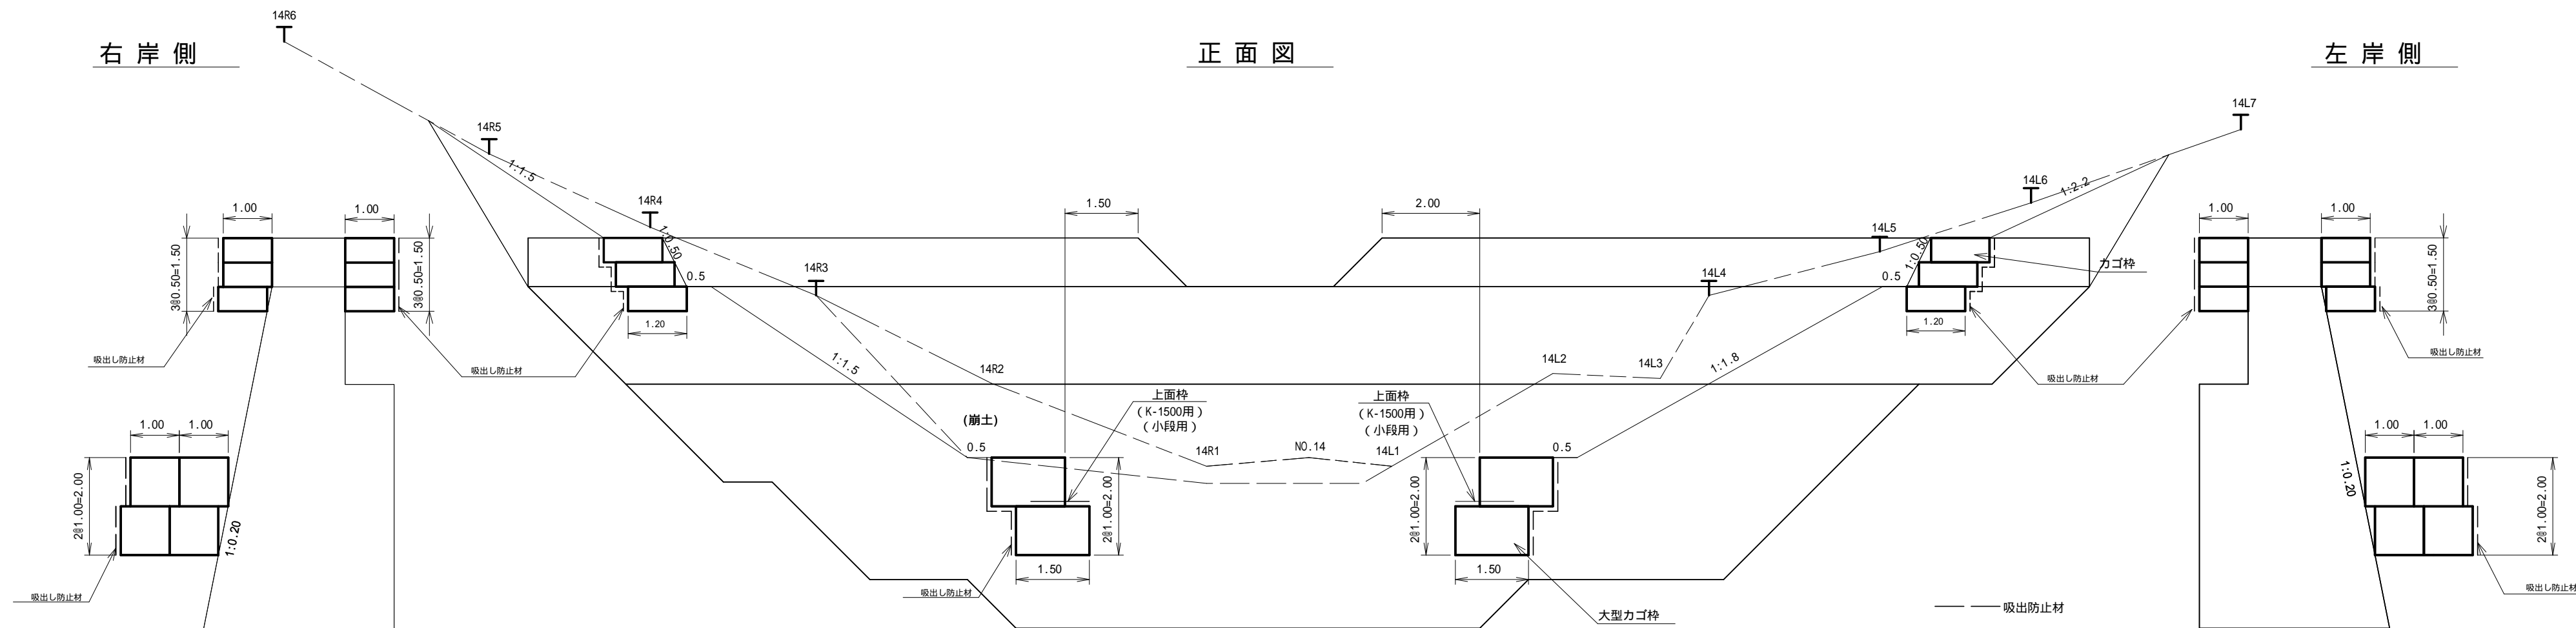 右岸側
正面図
左岸側
14R6
14R5
14R4
14R3
14R2
14R1
NO.14
14L1
14L2
14L3
14L4
14L5
14L6
14L7
1.00
1.00
3@0.50=1.50
3@0.50=1.50
吸出し防止材
吸出し防止材
1.00
1.00
2@1.00=2.00
1:0.20
吸出し防止材
1:1.5
1:0.50
0.5
1.20
1:1.5
(崩土)
0.5
1.50
上面枠
(K-1500用)
(小段用)
2@1.00=2.00
1.50
吸出し防止材
2.00
上面枠
(K-1500用)
(小段用)
0.5
2@1.00=2.00
1.50
大型カゴ枠
1:1.8
0.5
1:0.50
1.20
1:2.2
カゴ枠
吸出し防止材
1.00
1.00
3@0.50=1.50
吸出し防止材
1.00
1.00
1:0.20
2@1.00=2.00
吸出し防止材
吸出防止材